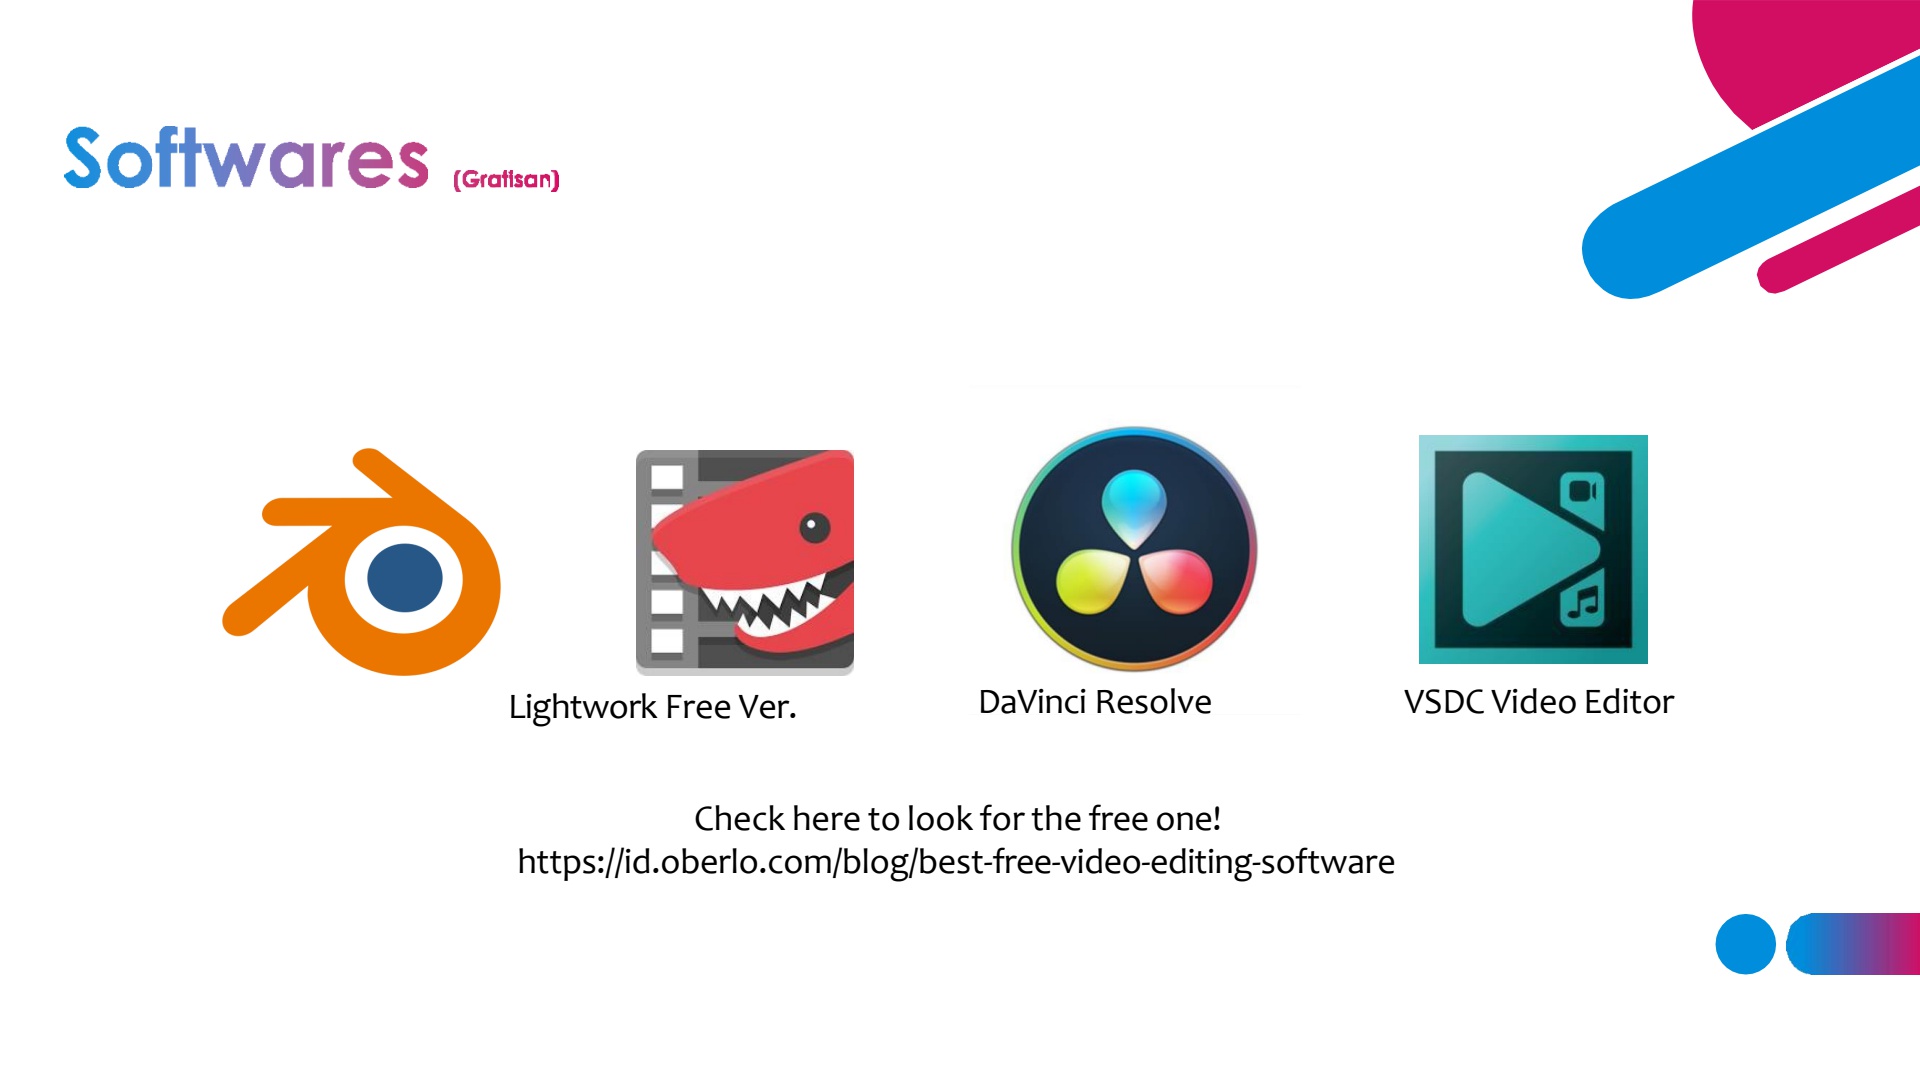 Softwares (Gratisan)
Lightwork Free Ver.
DaVinci Resolve
VSDC Video Editor
Check here to look for the free one!
https://id.oberlo.com/blog/best-free-video-editing-software